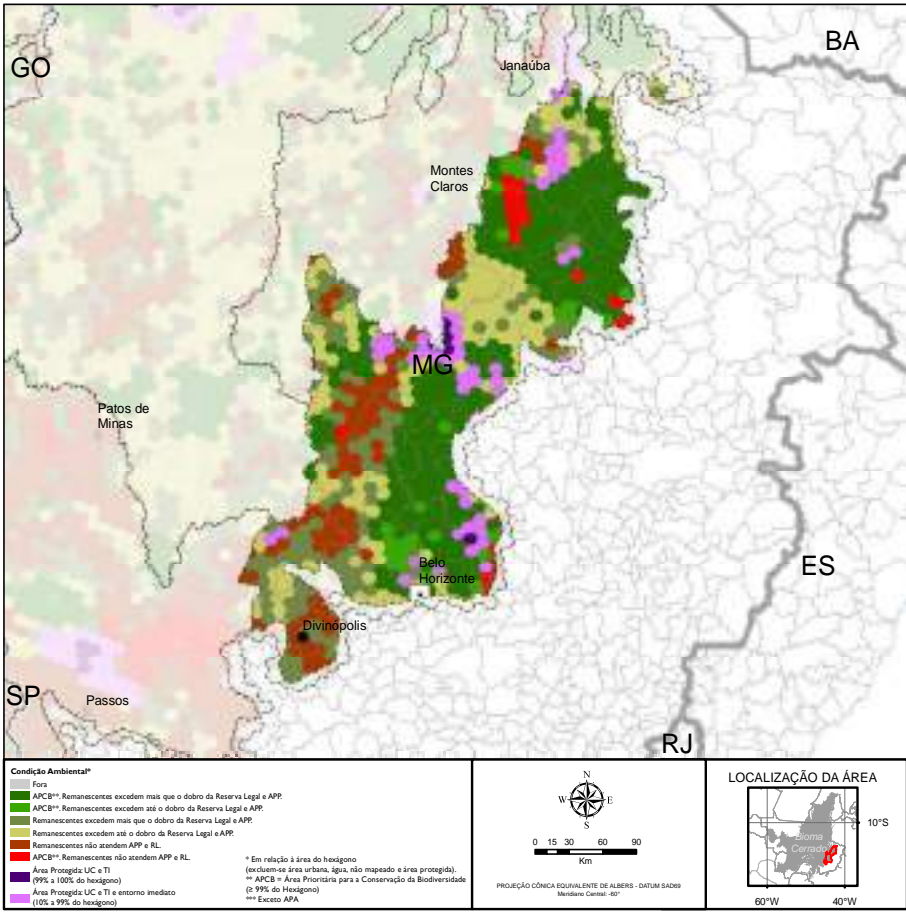 GO
BA
Janaúba
Montes
Claros
MG
Patos de
Minas
Belo
Horizonte
ES
Divinópolis
SP
Passos
RJ
Condição Ambiental*
Fora
APCB**. Remanescentes excedem mais que o dobro da Reserva Legal e APP.
APCB**. Remanescentes excedem até o dobro da Reserva Legal e APP.
Remanescentes excedem mais que o dobro da Reserva Legal e APP.
Remanescentes excedem até o dobro da Reserva Legal e APP.
Remanescentes não atendem APP e RL.
APCB**. Remanescentes não atendem APP e RL.
Área Protegida: UC e TI
(99% a 100% do hexágono)
Área Protegida: UC e TI e entorno imediato
(10% a 99% do hexágono)
* Em relação à área do hexágono
(excluem-se área urbana, água, não mapeado e área protegida).
** APCB = Área Prioritária para a Conservação da Biodiversidade
(≥ 99% do Hexágono)
*** Exceto APA
N
W E
S
0 15 30 60 90
Km
PROJEÇÃO CÔNICA EQUIVALENTE DE ALBERS - DATUM SAD69
Meridiano Central: -60°
LOCALIZAÇÃO DA ÁREA
Bioma
Cerrado
10°S
60°W 40°W